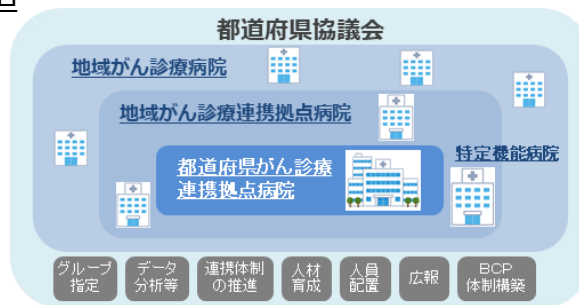 都道府県協議会
地域がん診療病院
地域がん診療連携拠点病院
特定機能病院
都道府県がん診療
連携拠点病院
グループ
指定
データ
分析等
連携体制
の推進
人材
育成
人員
配置
広報
BCP
体制構築